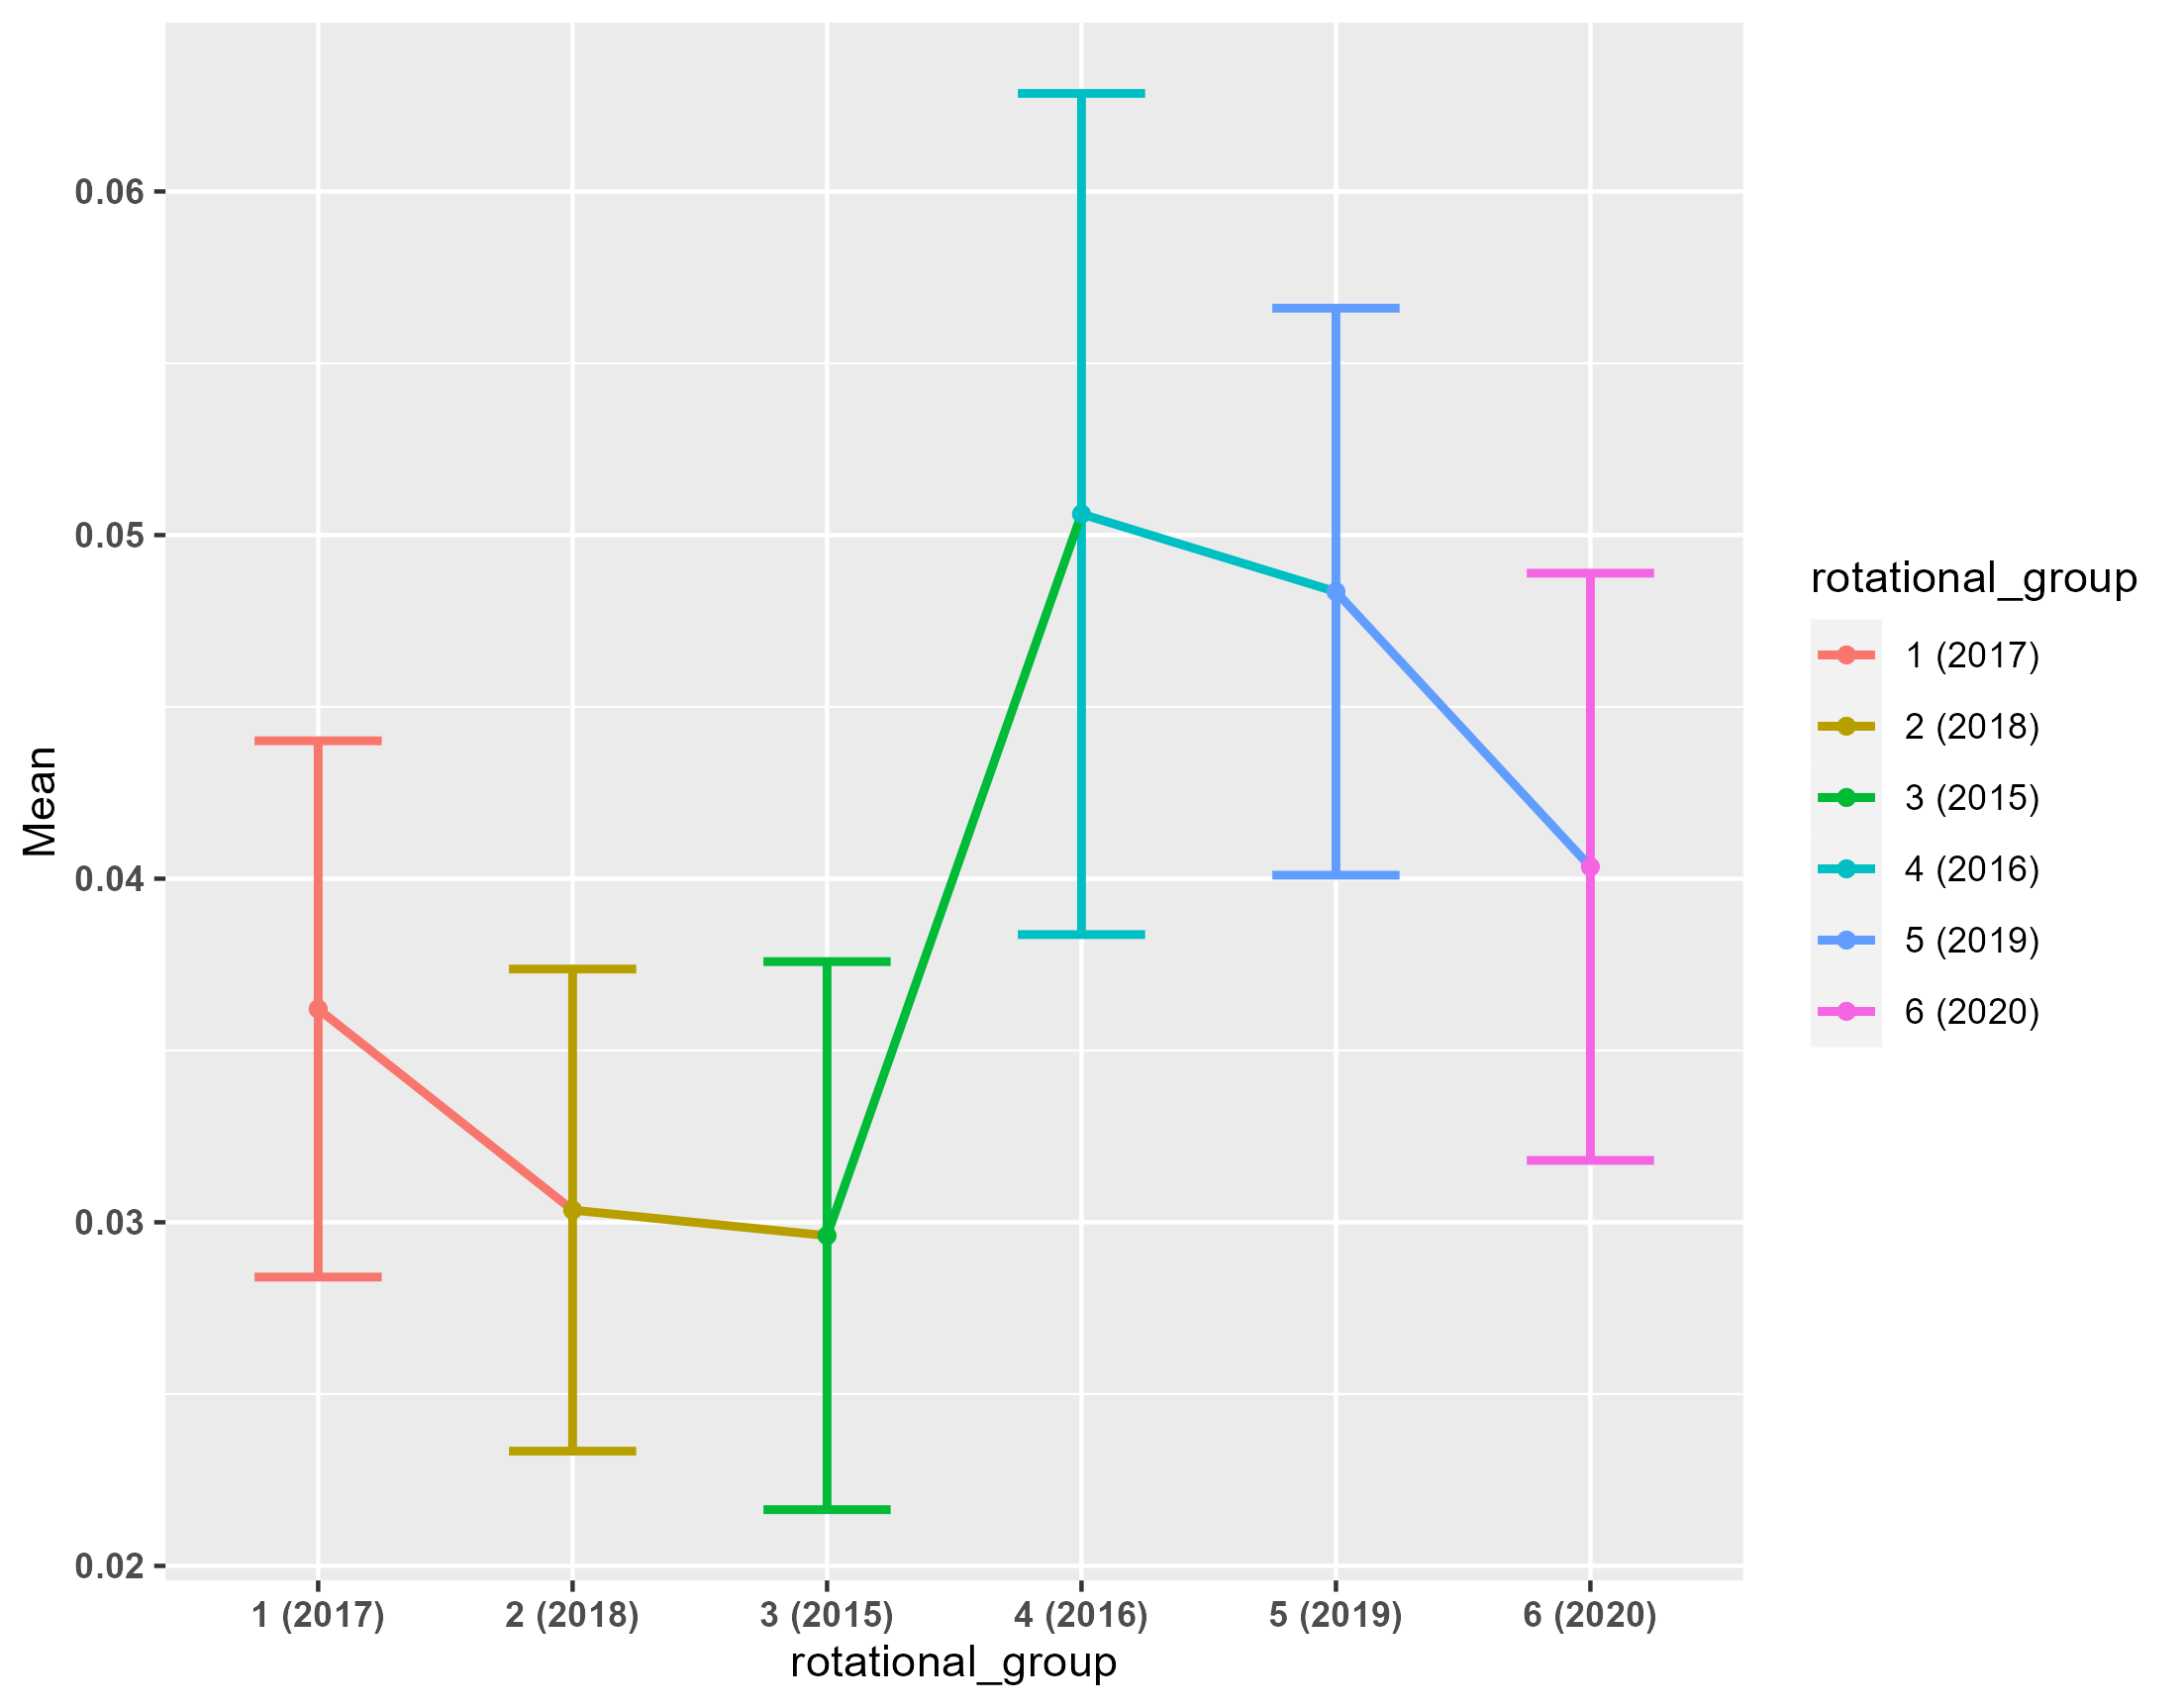 Mean
0.06
0.05
0.04
0.03
0.02
1 (2017) 2 (2018) 3 (2015) 4 (2016) 5 (2019) 6 (2020)
rotational_group
rotational_group
1 (2017)
2 (2018)
3 (2015)
4 (2016)
5 (2019)
6 (2020)